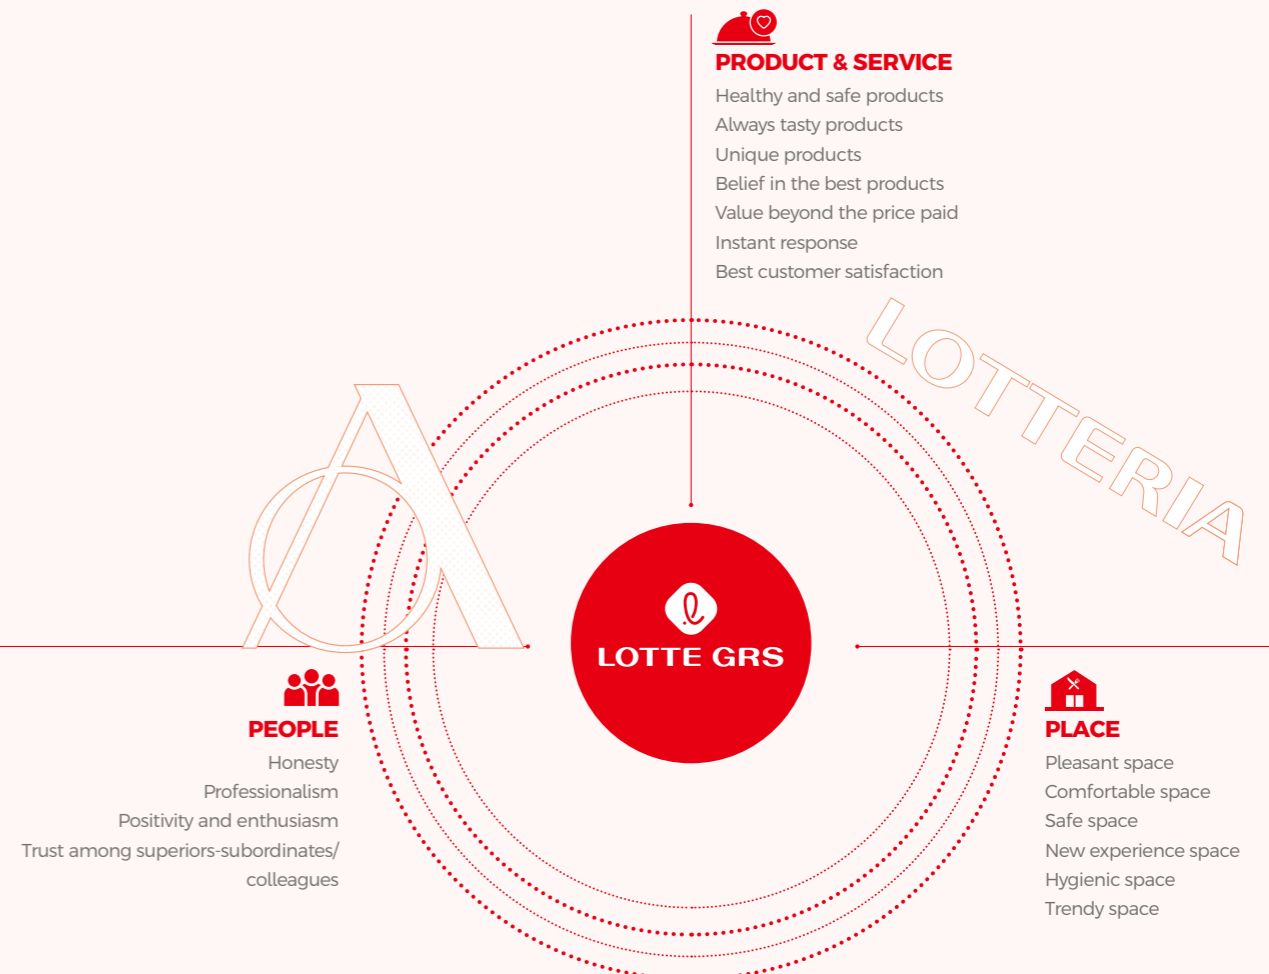 PRODUCT & SERVICE
Healthy and safe products
Always tasty products
Unique products
Belief in the best products
Value beyond the price paid
Instant response
Best customer satisfaction
LOTTERIA
A
LOTTE GRS
PEOPLE
Honesty
Professionalism
Positivity and enthusiasm
Trust among superiors-subordinates/
colleagues
PLACE
Pleasant space
Comfortable space
Safe space
New experience space
Hygienic space
Trendy space